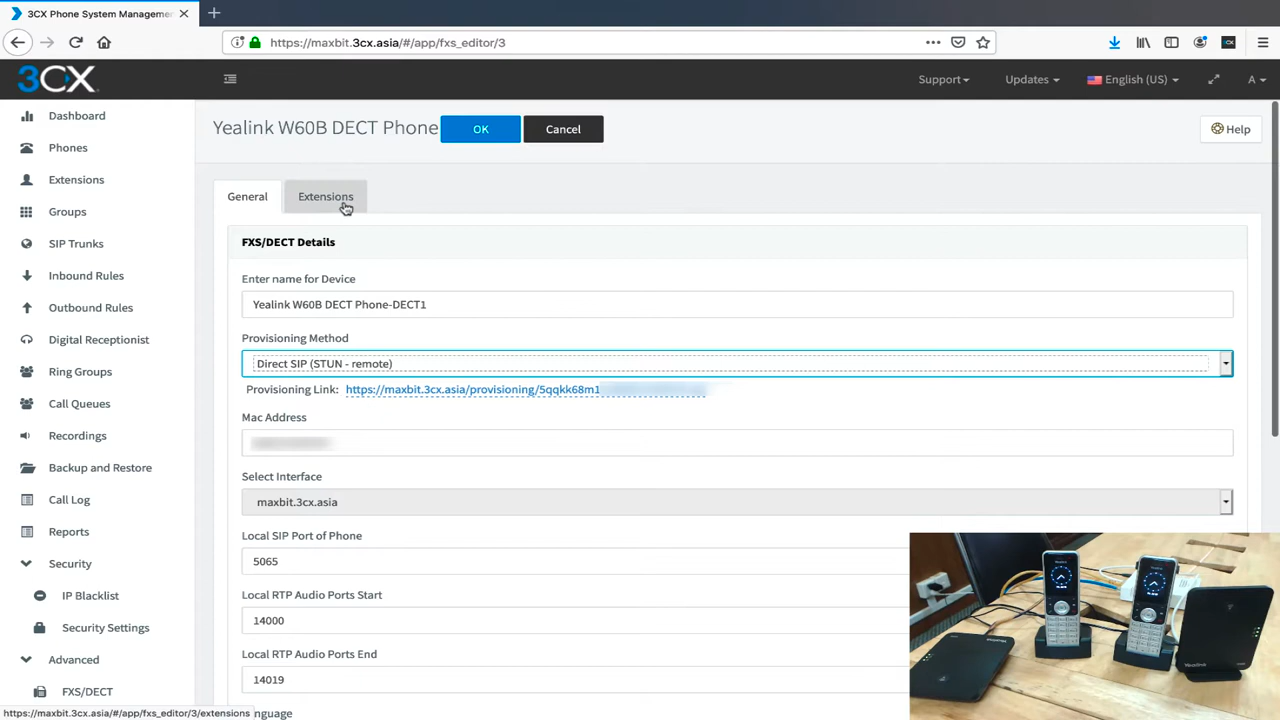 3CX Phone System Manageme
https://maxbit.3cx.asia/#/app/fxs_editor/3
3CX
Support
Updates
English (US)
A
Dashboard
Phones
Extensions
Groups
SIP Trunks
Inbound Rules
Outbound Rules
Digital Receptionist
Ring Groups
Call Queues
Recordings
Backup and Restore
Call Log
Reports
Security
IP Blacklist
Security Settings
Advanced
FXS/DECT
Yealink W60B DECT Phone
OK
Cancel
Help
General
Extensions
FXS/DECT Details
Enter name for Device
Yealink W60B DECT Phone-DECT1
Provisioning Method
Direct SIP (STUN - remote)
Provisioning Link: https://maxbit.3cx.asia/provisioning/5qqkk68m1
Mac Address
Select Interface
maxbit.3cx.asia
Local SIP Port of Phone
5065
Local RTP Audio Ports Start
14000
Local RTP Audio Ports End
14019
https://maxbit.3cx.asia/#/app/fxs_editor/3/extensions
nguage
Yealink